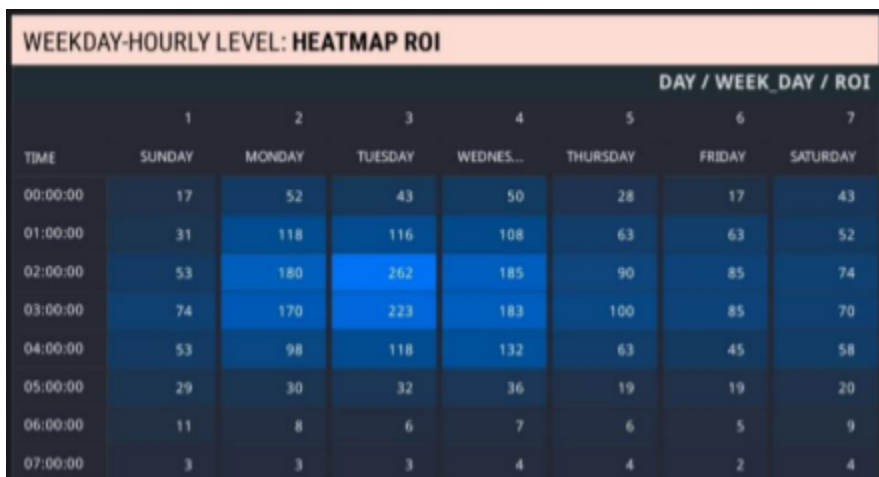 WEEKDAY-HOURLY LEVEL: HEATMAP ROI
DAY / WEEK_DAY / ROI
1 2 3 4 5 6 7
TIME SUNDAY MONDAY TUESDAY WEDNES... THURSDAY FRIDAY SATURDAY
00:00:00 17 52 43 50 28 17 43
01:00:00 31 118 116 108 63 63 52
02:00:00 53 180 262 185 90 85 74
03:00:00 74 170 223 183 100 85 70
04:00:00 53 98 118 132 63 45 58
05:00:00 29 30 32 36 19 19 20
06:00:00 11 8 6 7 6 5 9
07:00:00 3 3 3 4 4 2 4